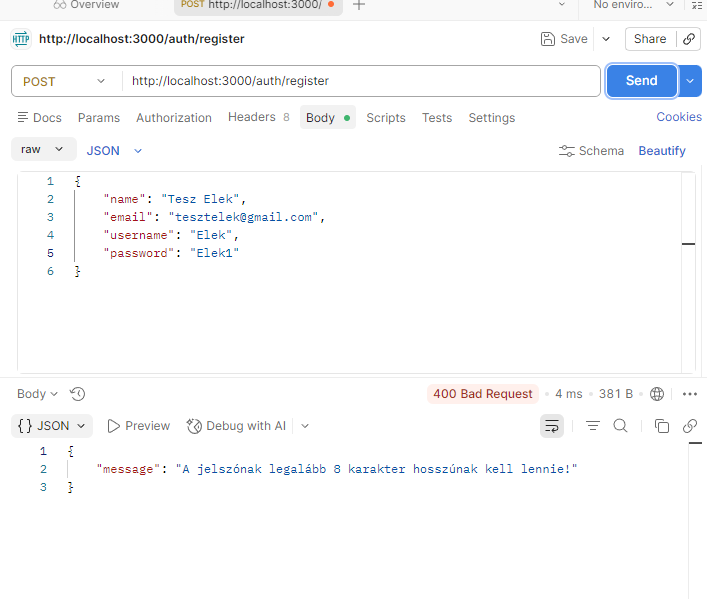 Overview POST http://localhost:3000/ No enviro...
HTTP http://localhost:3000/auth/register Save Share
POST http://localhost:3000/auth/register Send
Docs Params Authorization Headers 8 Body Scripts Tests Settings Cookies
raw JSON Schema Beautify
1 {
2 "name": "Tesz Elek",
3 "email": "tesztelek@gmail.com",
4 "username": "Elek",
5 "password": "Elek1"
6 }
Body 400 Bad Request 4 ms 381 B
{} JSON Preview Debug with AI
1 {
2 "message": "A jelszónak legalább 8 karakter hosszúnak kell lennie!"
3 }